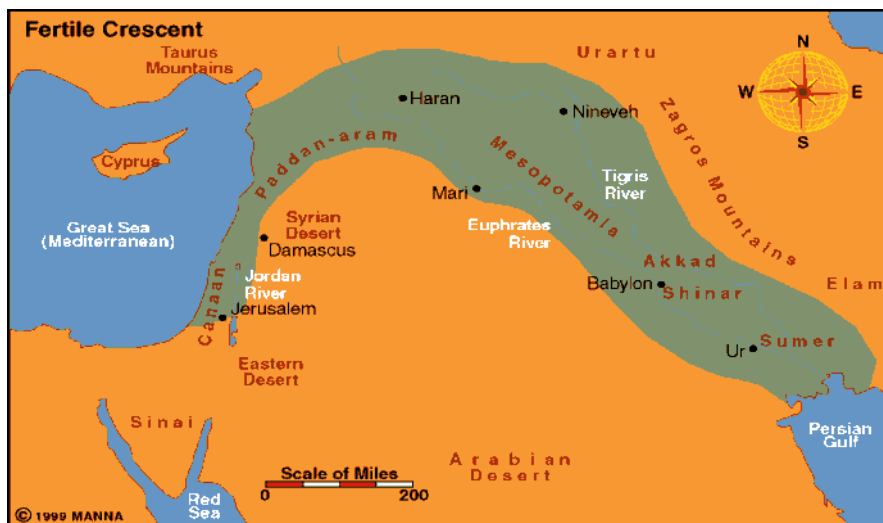 Fertile Crescent
Taurus
Mountains
Urartu
N
W
E
S
Haran
Nineveh
Zagros Mountains
Cyprus
Paddan-aram
Mesopotamia
Tigris
River
Mari
Great Sea
(Mediterranean)
Syrian
Desert
Euphrates
River
Damascus
Akkad
Canaan
Jordan
River
Babylon
Shinar
Elam
Jerusalem
Ur
Sumer
Eastern
Desert
Sinai
Persian
Gulf
Arabian
Desert
Scale of Miles
0
200
Red
Sea
© 1999 MANNA